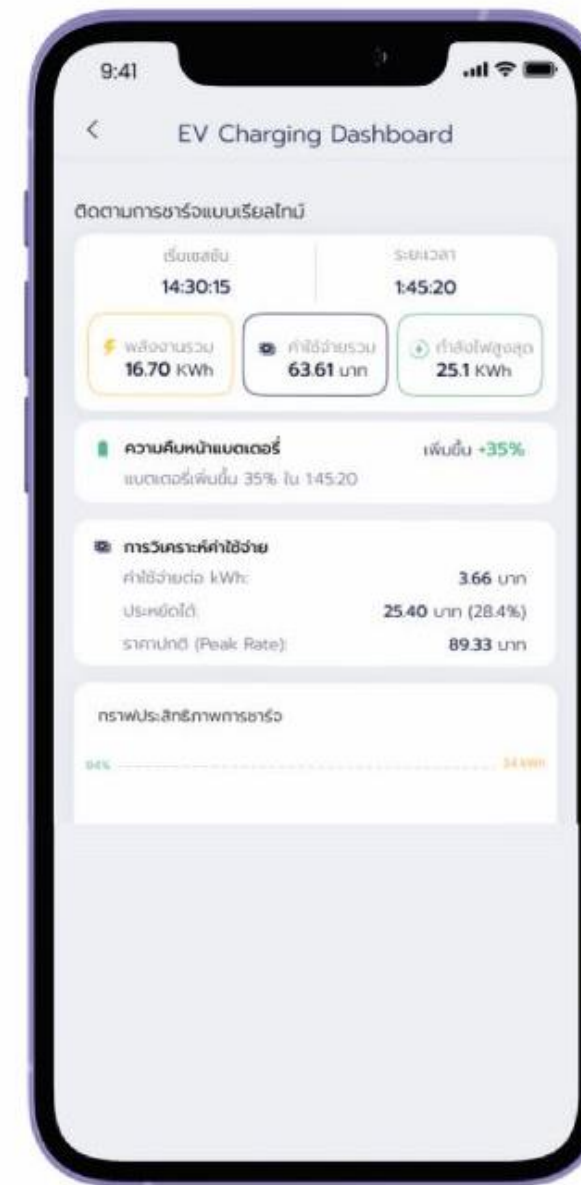 9:41
EV Charging Dashboard
ติดตามการชาร์จแบบเรียลไทม์
เริ่มเซสชัน
ระยะเวลา
14:30:15
1:45:20
พลังงานรวม
16.70 KWh
ค่าใช้จ่ายรวม
63.61 บาท
กำลังไฟสูงสุด
25.1 KWh
ความคืบหน้าแบตเตอรี่
เพิ่มขึ้น +35%
แบตเตอรี่เพิ่มขึ้น 35% ใน 1:45:20
การวิเคราะห์ค่าใช้จ่าย
ค่าใช้จ่ายต่อ kWh: 3.66 บาท
ประหยัดได้: 25.40 บาท (28.4%)
ราคาปกติ (Peak Rate): 89.33 บาท
กราฟประสิทธิภาพการชาร์จ